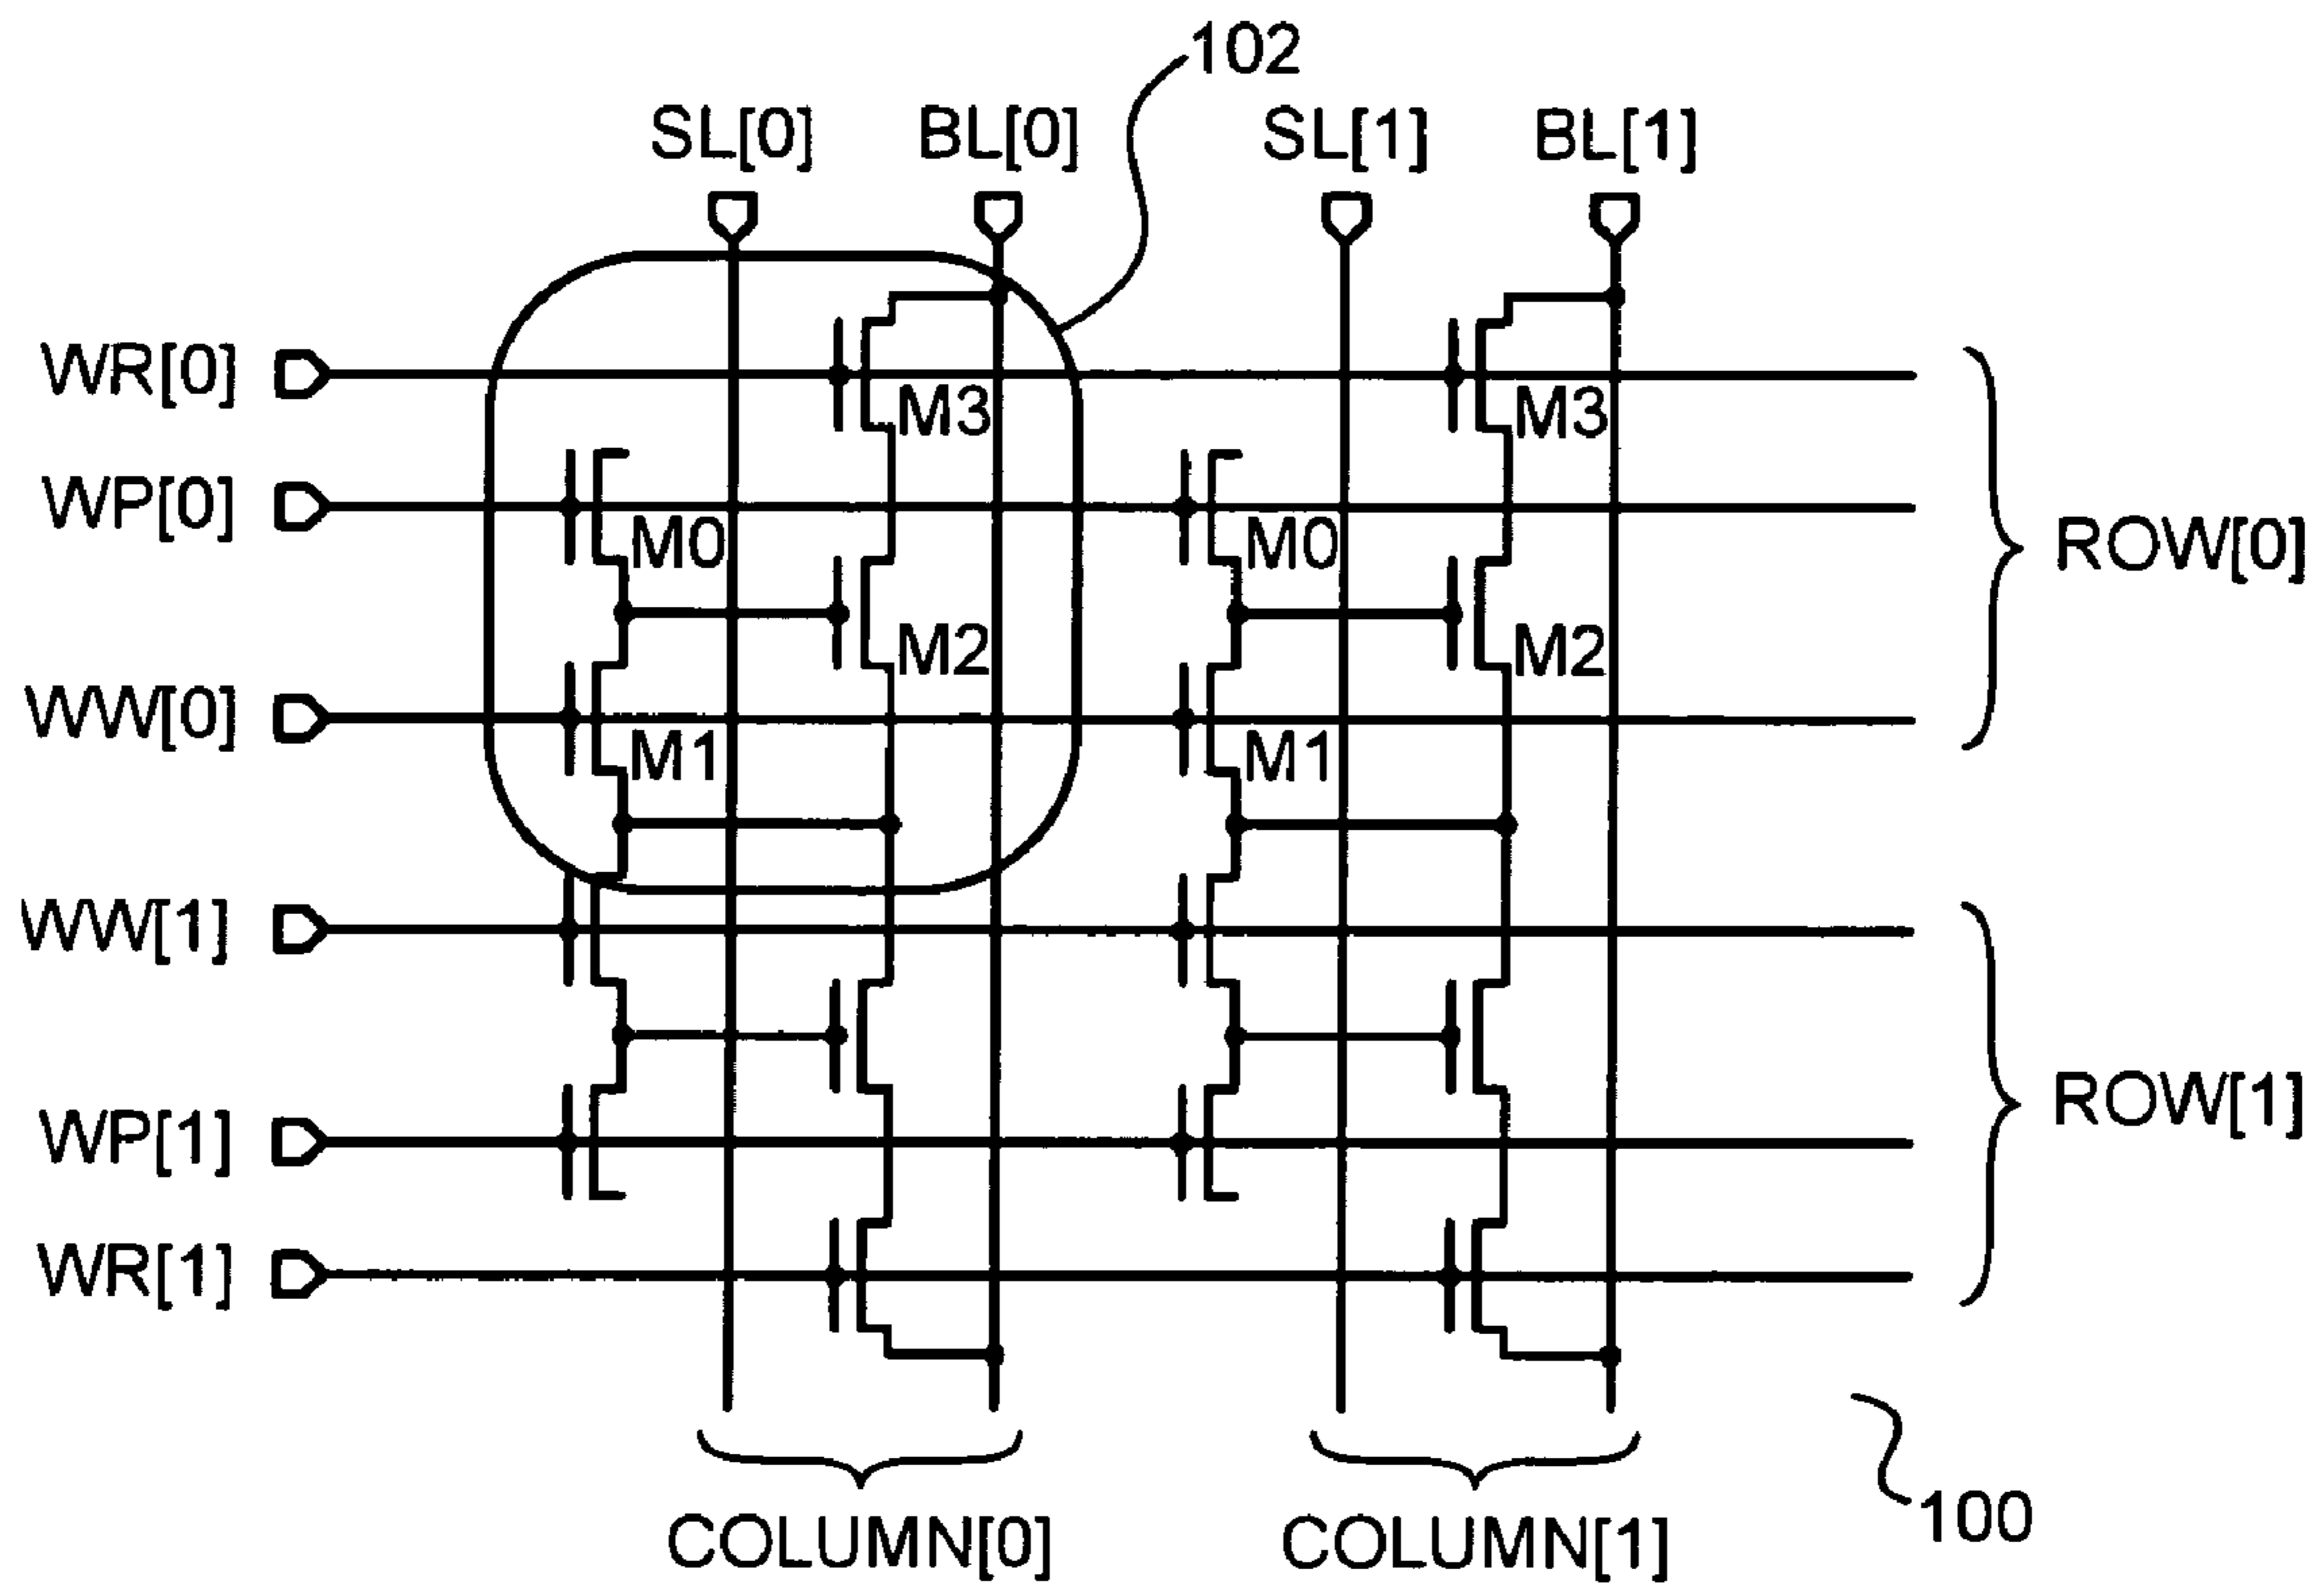 102
SL[0] BL[0] SL[1] BL[1]
WR[0]
M3 M3
WP[0]
M0 M0
ROW[0]
M2 M2
WW[0]
M1 M1
WW[1]
ROW[1]
WP[1]
WR[1]
100
COLUMN[0] COLUMN[1]